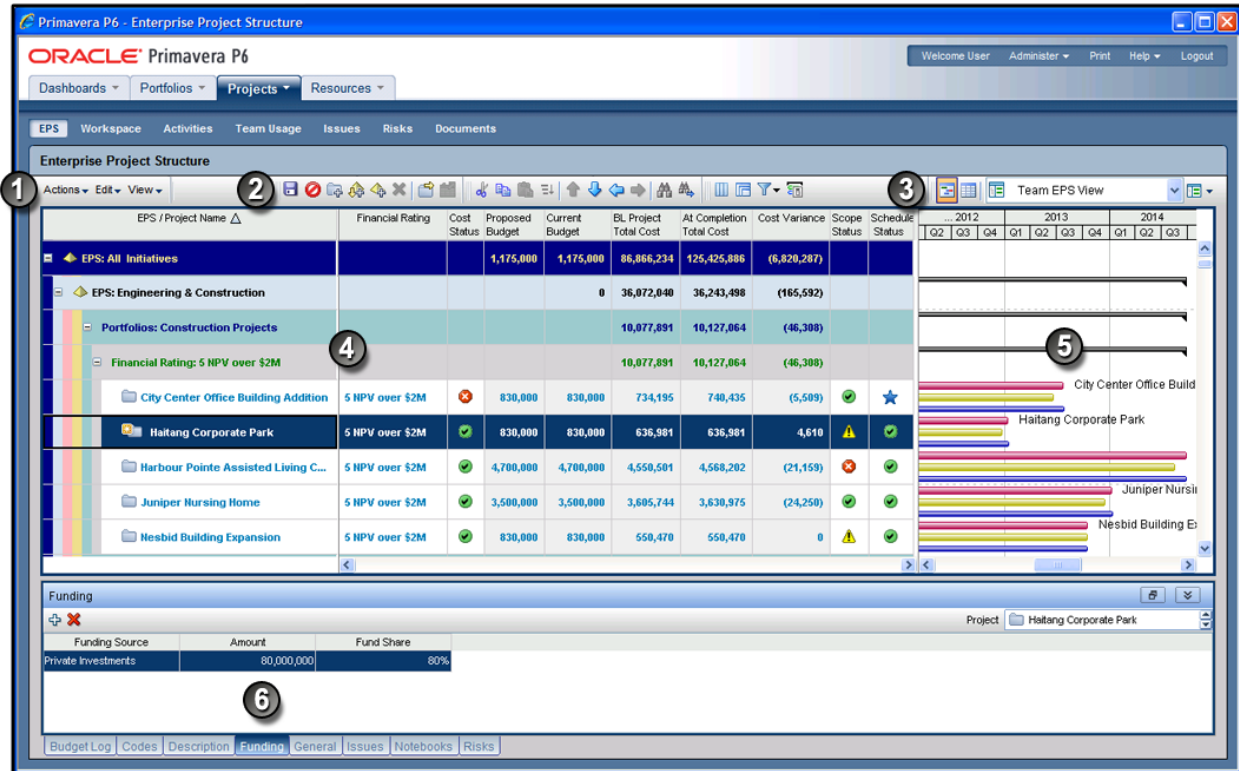 Primavera P6 - Enterprise Project Structure
ORACLE Primavera P6
Welcome User Administer Print Help Logout
Dashboards Portfolios Projects Resources
EPS Workspace Activities Team Usage Issues Risks Documents
Enterprise Project Structure
1 Actions Edit View 2 3 Team EPS View
EPS / Project Name Financial Rating Cost Status Proposed Budget Current Budget BL Project Total Cost At Completion Total Cost Cost Variance Scope Status Schedule Status ... 2012 2013 2014
Q2 Q3 Q4 Q1 Q2 Q3 Q4 Q1 Q2 Q3
EPS: All Initiatives 1,175,000 1,175,000 86,866,234 125,425,886 (6,820,287)
EPS: Engineering & Construction 0 36,072,040 36,243,498 (165,592)
Portfolios: Construction Projects 10,077,891 10,127,064 (46,308)
4 5
Financial Rating: 5 NPV over $2M 10,077,891 10,127,064 (46,308)
City Center Office Building Addition 5 NPV over $2M 830,000 830,000 734,195 740,435 (5,509) City Center Office Build
Haitang Corporate Park 5 NPV over $2M 830,000 830,000 636,981 636,981 4,610 Haitang Corporate Park
Harbour Pointe Assisted Living C... 5 NPV over $2M 4,700,000 4,700,000 4,550,501 4,568,202 (21,159)
Juniper Nursing Home 5 NPV over $2M 3,500,000 3,500,000 3,605,744 3,630,975 (24,250) Juniper Nursi
Nesbid Building Expansion 5 NPV over $2M 830,000 830,000 550,470 550,470 0 Nesbid Building E
Funding
Project Haitang Corporate Park
Funding Source Amount Fund Share
Private Investments 80,000,000 80%
6
Budget Log Codes Description Funding General Issues Notebooks Risks